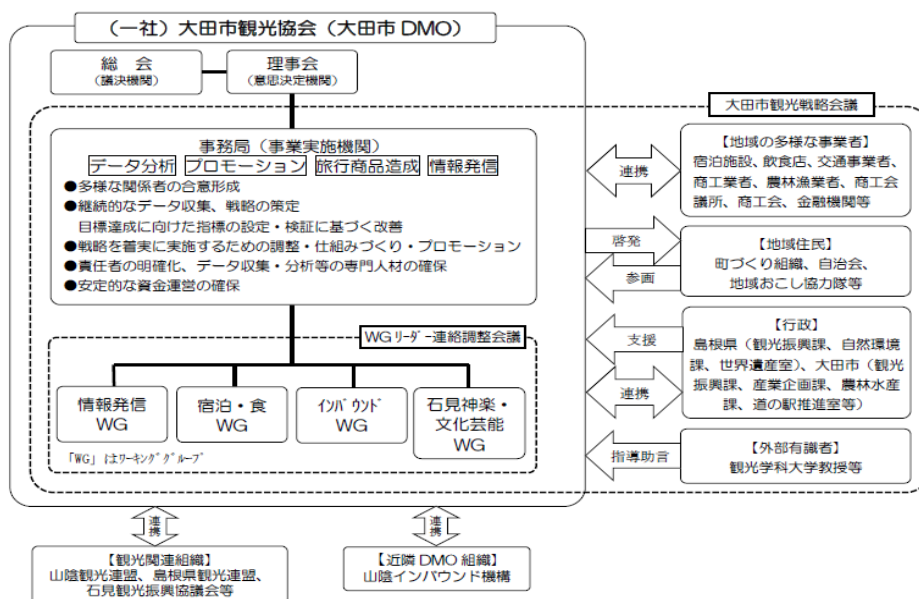 (一社)大田市観光協会(大田市 DMO)
総 会
(議決機関)
理事会
(意思決定機関)
大田市観光戦略会議
事務局(事業実施機関)
データ分析 プロモーション 旅行商品造成 情報発信
●多様な関係者の合意形成
●継続的なデータ収集、戦略の策定
目標達成に向けた指標の設定・検証に基づく改善
●戦略を着実に実施するための調整・仕組みづくり・プロモーション
●責任者の明確化、データ収集・分析等の専門人材の確保
●安定的な資金運営の確保
WGリーダー連絡調整会議
情報発信
WG
宿泊・食
WG
インバウンド
WG
石見神楽・
文化芸能
WG
「WG」はワーキンググループ
連携
【地域の多様な事業者】
宿泊施設、飲食店、交通事業者、
商工業者、農林漁業者、商工会
議所、商工会、金融機関等
啓発
参画
【地域住民】
町づくり組織、自治会、
地域おこし協力隊等
支援
連携
【行政】
島根県(観光振興課、自然環境
課、世界遺産室)、大田市(観光
振興課、産業企画課、農林水産
課、道の駅推進室等)
指導助言
【外部有識者】
観光学科大学教授等
連携
【観光関連組織】
山陰観光連盟、島根県観光連盟、
石見観光振興協議会等
連携
【近隣 DMO 組織】
山陰インバウンド機構